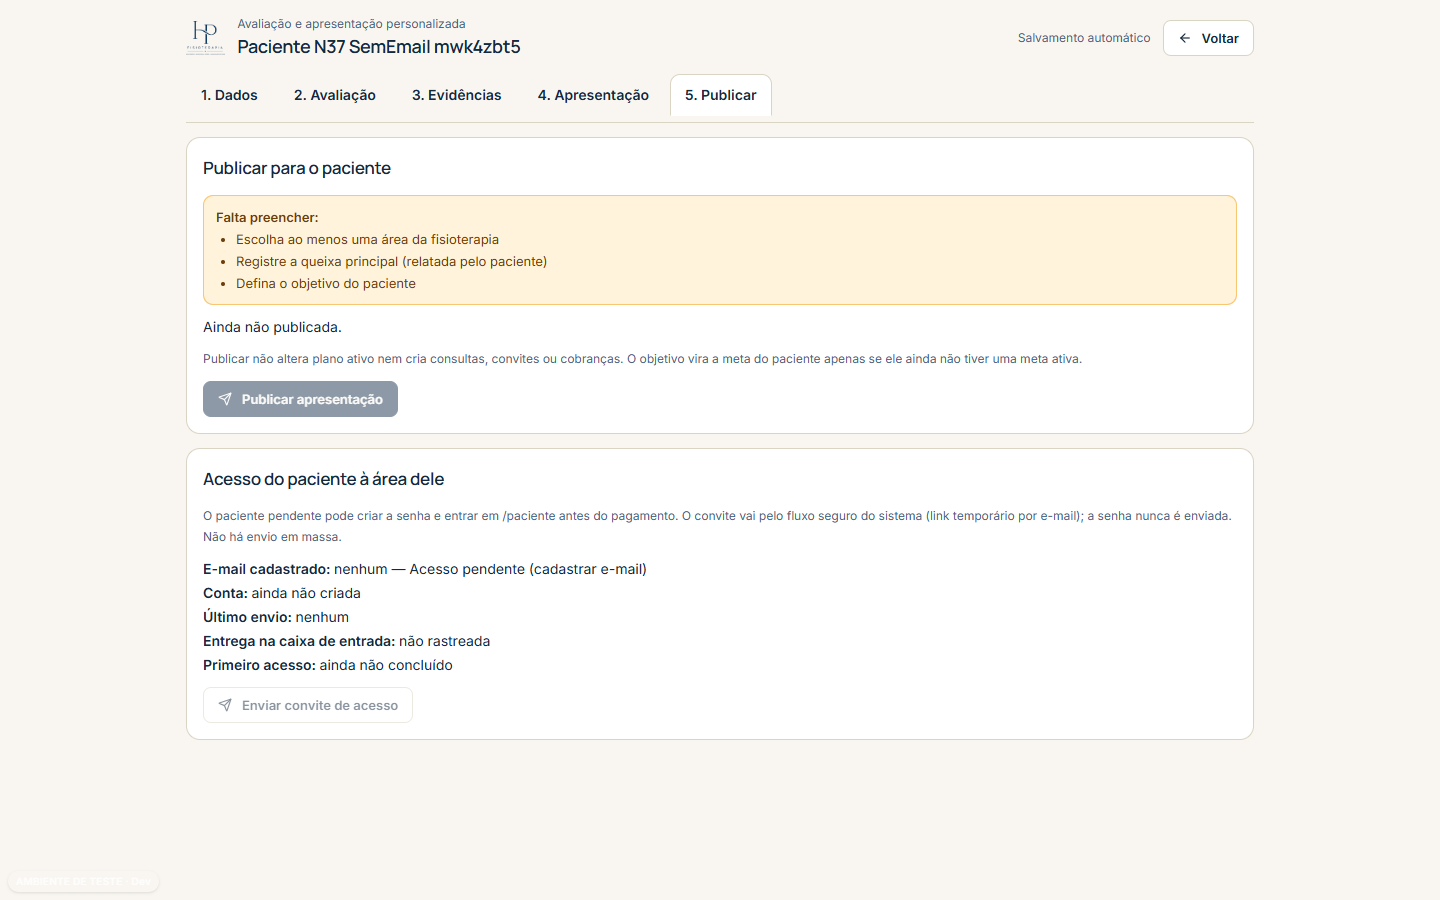 HP
FISIOTERAPIA
Avaliação e apresentação personalizada
Paciente N37 SemEmail mwk4zbt5
Salvamento automático
Voltar
1. Dados
2. Avaliação
3. Evidências
4. Apresentação
5. Publicar
Publicar para o paciente
Falta preencher:
• Escolha ao menos uma área da fisioterapia
• Registre a queixa principal (relatada pelo paciente)
• Defina o objetivo do paciente
Ainda não publicada.
Publicar não altera plano ativo nem cria consultas, convites ou cobranças. O objetivo vira a meta do paciente apenas se ele ainda não tiver uma meta ativa.
Publicar apresentação
Acesso do paciente à área dele
O paciente pendente pode criar a senha e entrar em /paciente antes do pagamento. O convite vai pelo fluxo seguro do sistema (link temporário por e-mail); a senha nunca é enviada.
Não há envio em massa.
E-mail cadastrado: nenhum — Acesso pendente (cadastrar e-mail)
Conta: ainda não criada
Último envio: nenhum
Entrega na caixa de entrada: não rastreada
Primeiro acesso: ainda não concluído
Enviar convite de acesso
AMBIENTE DE TESTE